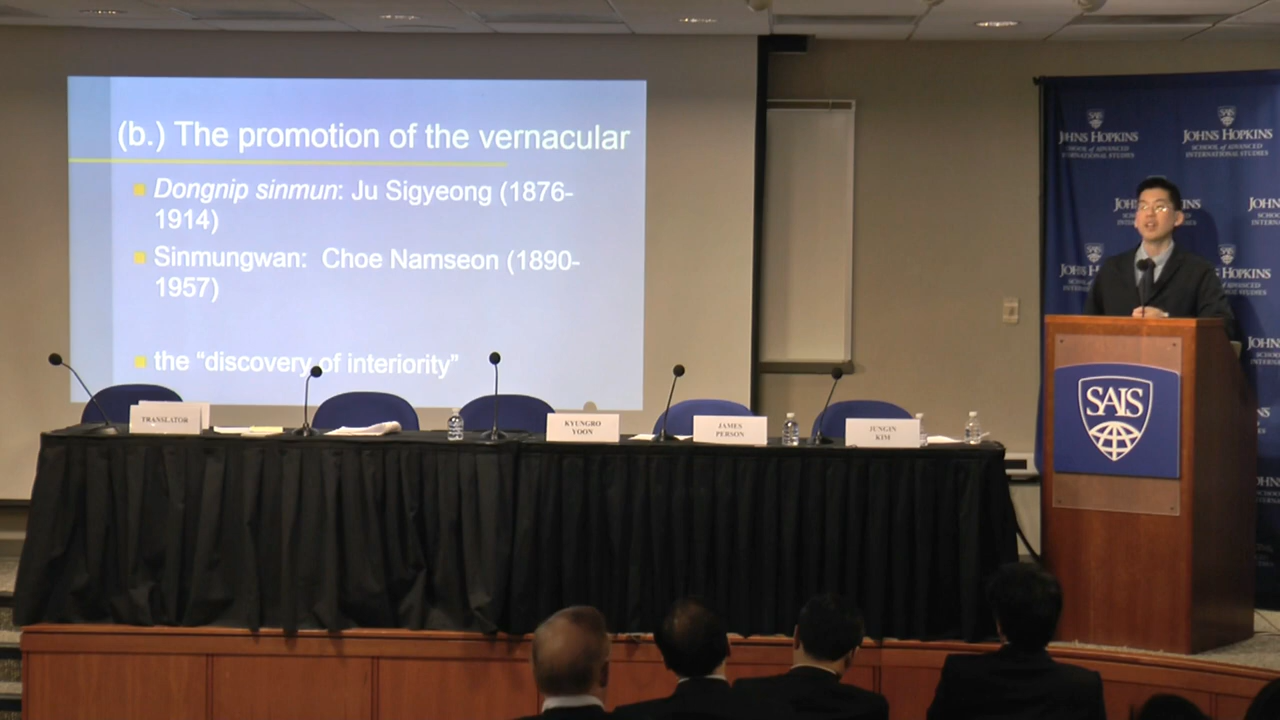 (b.) The promotion of the vernacular
Dongnip sinmun: Ju Sigyeong (1876-
1914)
Sinmungwan: Choe Namseon (1890-
1957)
the “discovery of interiority”
TRANSLATOR
KYUNGRO
YOON
JAMES
PERSON
JUNGIN
KIM
SAIS
JOHNS HOPKINS
SCHOOL of ADVANCED
INTERNATIONAL STUDIES
SAIS
JOHNS HOPKINS
SCHOOL of ADVANCED
INTERNATIONAL STUDIES